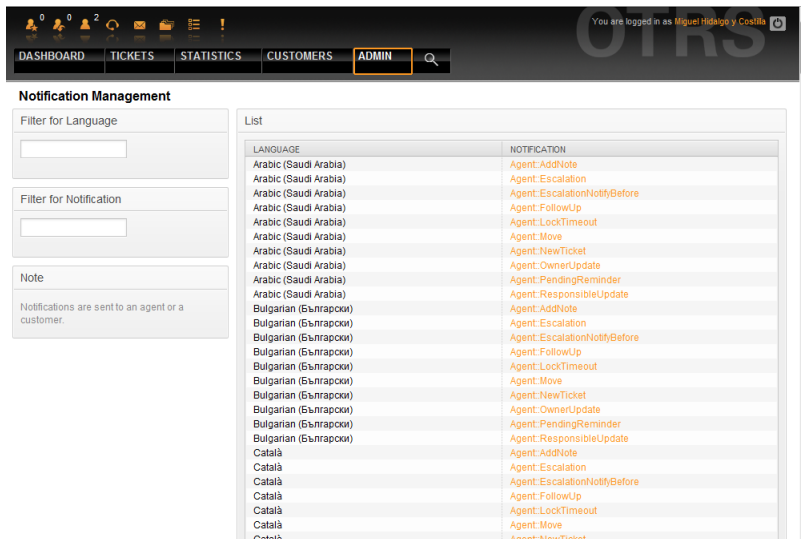 0 0 2
You are logged in as Miguel Hidalgo y Costilla
OTRS
DASHBOARD TICKETS STATISTICS CUSTOMERS ADMIN
Notification Management
Filter for Language
Filter for Notification
Note
Notifications are sent to an agent or a
customer.
List
LANGUAGE NOTIFICATION
Arabic (Saudi Arabia) Agent::AddNote
Arabic (Saudi Arabia) Agent::Escalation
Arabic (Saudi Arabia) Agent::EscalationNotifyBefore
Arabic (Saudi Arabia) Agent::FollowUp
Arabic (Saudi Arabia) Agent::LockTimeout
Arabic (Saudi Arabia) Agent::Move
Arabic (Saudi Arabia) Agent::NewTicket
Arabic (Saudi Arabia) Agent::OwnerUpdate
Arabic (Saudi Arabia) Agent::PendingReminder
Arabic (Saudi Arabia) Agent::ResponsibleUpdate
Bulgarian (Български) Agent::AddNote
Bulgarian (Български) Agent::Escalation
Bulgarian (Български) Agent::EscalationNotifyBefore
Bulgarian (Български) Agent::FollowUp
Bulgarian (Български) Agent::LockTimeout
Bulgarian (Български) Agent::Move
Bulgarian (Български) Agent::NewTicket
Bulgarian (Български) Agent::OwnerUpdate
Bulgarian (Български) Agent::PendingReminder
Bulgarian (Български) Agent::ResponsibleUpdate
Català Agent::AddNote
Català Agent::Escalation
Català Agent::EscalationNotifyBefore
Català Agent::FollowUp
Català Agent::LockTimeout
Català Agent::Move
Català Agent::NewTicket